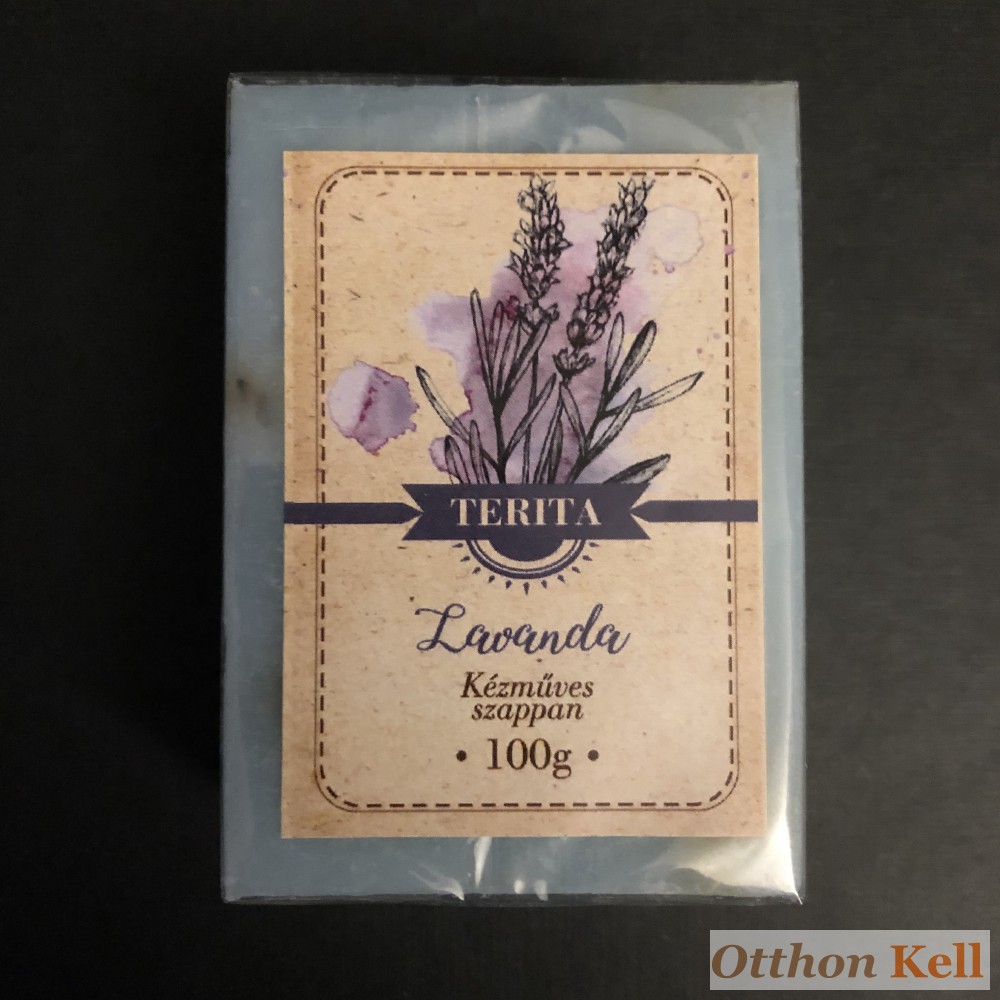 TERITA
Lavanda
Kézműves
szappan
• 100g •
Otthon Kell